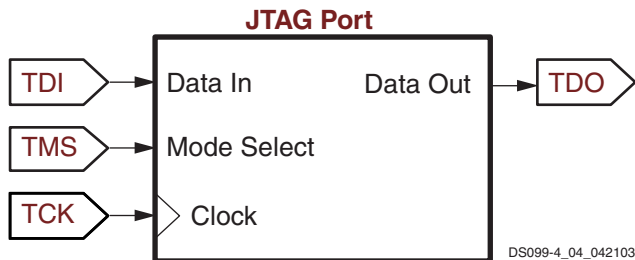 JTAG Port
TDI Data In Data Out TDO
TMS Mode Select
TCK Clock
DS099-4_04_042103